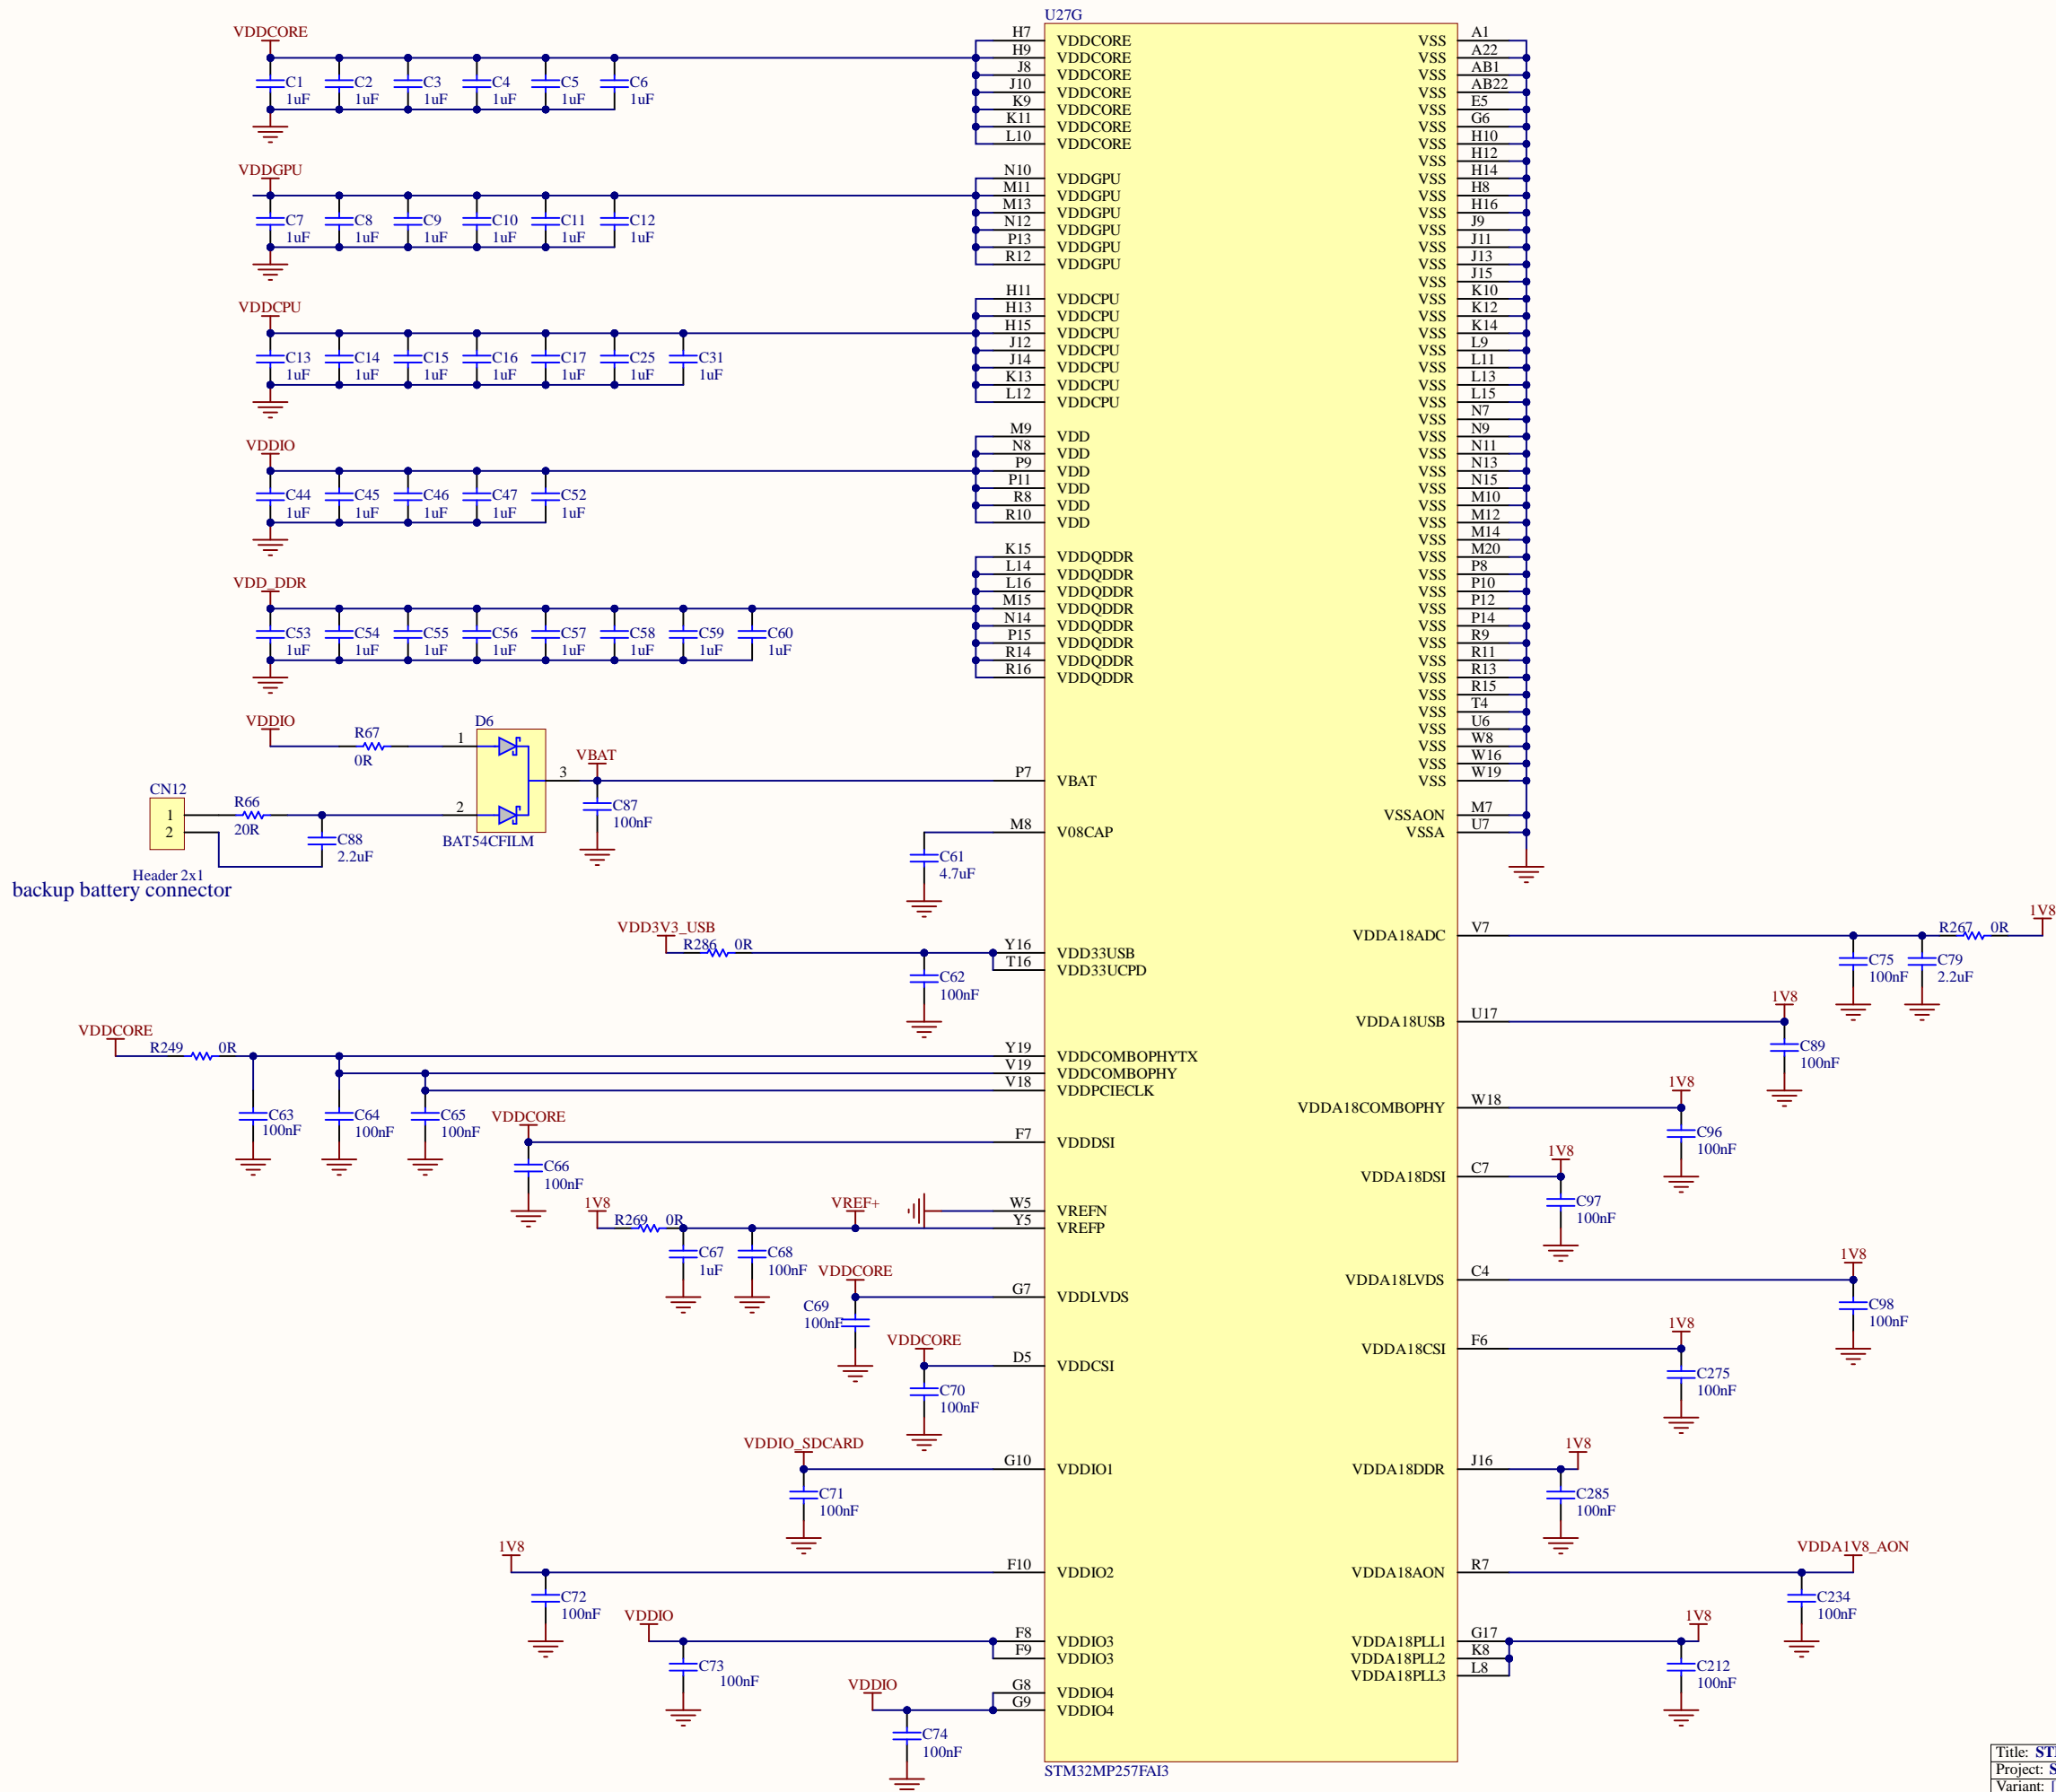 U27G
VDDCORE
C1 C2 C3 C4 C5 C6
1uF 1uF 1uF 1uF 1uF 1uF
VDDGPU
C7 C8 C9 C10 C11 C12
1uF 1uF 1uF 1uF 1uF 1uF
VDDCPU
C13 C14 C15 C16 C17 C25 C31
1uF 1uF 1uF 1uF 1uF 1uF 1uF
VDDIO
C44 C45 C46 C47 C52
1uF 1uF 1uF 1uF 1uF
VDD_DDR
C53 C54 C55 C56 C57 C58 C59 C60
1uF 1uF 1uF 1uF 1uF 1uF 1uF 1uF
VDDIO
R67
0R
D6
1
2
3
BAT54CFILM
VBAT
C87
100nF
CN12
1
2
Header 2x1
R66
20R
C88
2.2uF
backup battery connector
C61
4.7uF
VDD3V3_USB
R286 0R
C62
100nF
VDDCORE
R249 0R
C63 C64 C65
100nF 100nF 100nF
VDDCORE
C66
100nF
1V8
R269 0R
VREF+
C67 C68
1uF 100nF
VDDCORE
C69
100nF
VDDCORE
C70
100nF
VDDIO_SDCARD
C71
100nF
1V8
C72
100nF
VDDIO
C73
100nF
VDDIO
C74
100nF
H7 VDDCORE
H9 VDDCORE
J8 VDDCORE
J10 VDDCORE
K9 VDDCORE
K11 VDDCORE
L10 VDDCORE
N10 VDDGPU
M11 VDDGPU
M13 VDDGPU
N12 VDDGPU
P13 VDDGPU
R12 VDDGPU
H11 VDDCPU
H13 VDDCPU
H15 VDDCPU
J12 VDDCPU
J14 VDDCPU
K13 VDDCPU
L12 VDDCPU
M9 VDD
N8 VDD
P9 VDD
P11 VDD
R8 VDD
R10 VDD
K15 VDDQDDR
L14 VDDQDDR
L16 VDDQDDR
M15 VDDQDDR
N14 VDDQDDR
P15 VDDQDDR
R14 VDDQDDR
R16 VDDQDDR
P7 VBAT
M8 V08CAP
Y16 VDD33USB
T16 VDD33UCPD
Y19 VDDCOMBOPHYTX
V19 VDDCOMBOPHY
V18 VDDPCIECLK
F7 VDDDSI
W5 VREFN
Y5 VREFP
G7 VDDLVDS
D5 VDDCSI
G10 VDDIO1
F10 VDDIO2
F8 VDDIO3
F9 VDDIO3
G8 VDDIO4
G9 VDDIO4
STM32MP257FAI3
VSS A1
VSS A22
VSS AB1
VSS AB22
VSS E5
VSS G6
VSS H10
VSS H12
VSS H14
VSS H8
VSS H16
VSS J9
VSS J11
VSS J13
VSS J15
VSS K10
VSS K12
VSS K14
VSS L9
VSS L11
VSS L13
VSS L15
VSS N7
VSS N9
VSS N11
VSS N13
VSS N15
VSS M10
VSS M12
VSS M14
VSS M20
VSS P8
VSS P10
VSS P12
VSS P14
VSS R9
VSS R11
VSS R13
VSS R15
VSS T4
VSS U6
VSS W8
VSS W16
VSS W19
VSSAON M7
VSSA U7
VDDA18ADC V7
VDDA18USB U17
VDDA18COMBOPHY W18
VDDA18DSI C7
VDDA18LVDS C4
VDDA18CSI F6
VDDA18DDR J16
VDDA18AON R7
VDDA18PLL1 G17
VDDA18PLL2 K8
VDDA18PLL3 L8
1V8
R267 0R
C75 C79
100nF 2.2uF
1V8
C89
100nF
1V8
C96
100nF
1V8
C97
100nF
1V8
C98
100nF
1V8
C275
100nF
1V8
C285
100nF
VDDA1V8_AON
C234
100nF
1V8
C212
100nF
Title:
Project:
Variant: